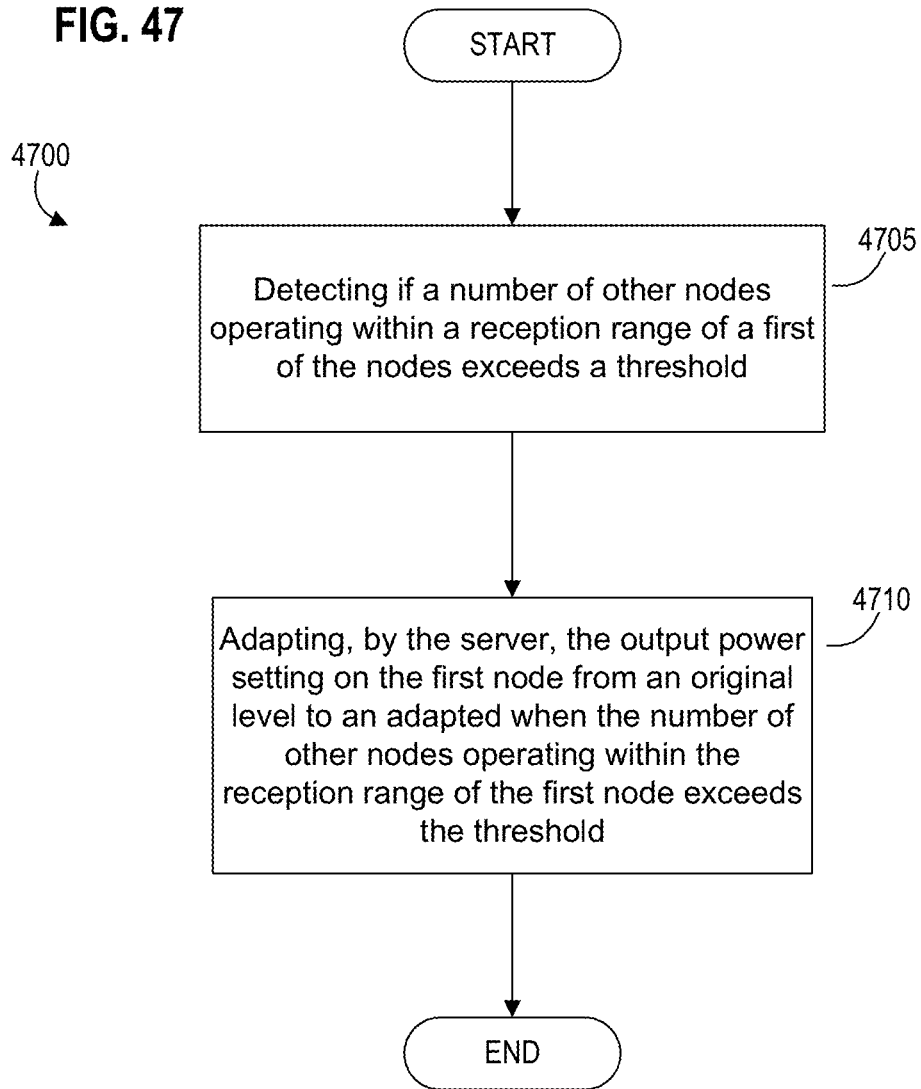 FIG. 47
START
4700
4705
Detecting if a number of other nodes
operating within a reception range of a first
of the nodes exceeds a threshold
4710
Adapting, by the server, the output power
setting on the first node from an original
level to an adapted when the number of
other nodes operating within the
reception range of the first node exceeds
the threshold
END